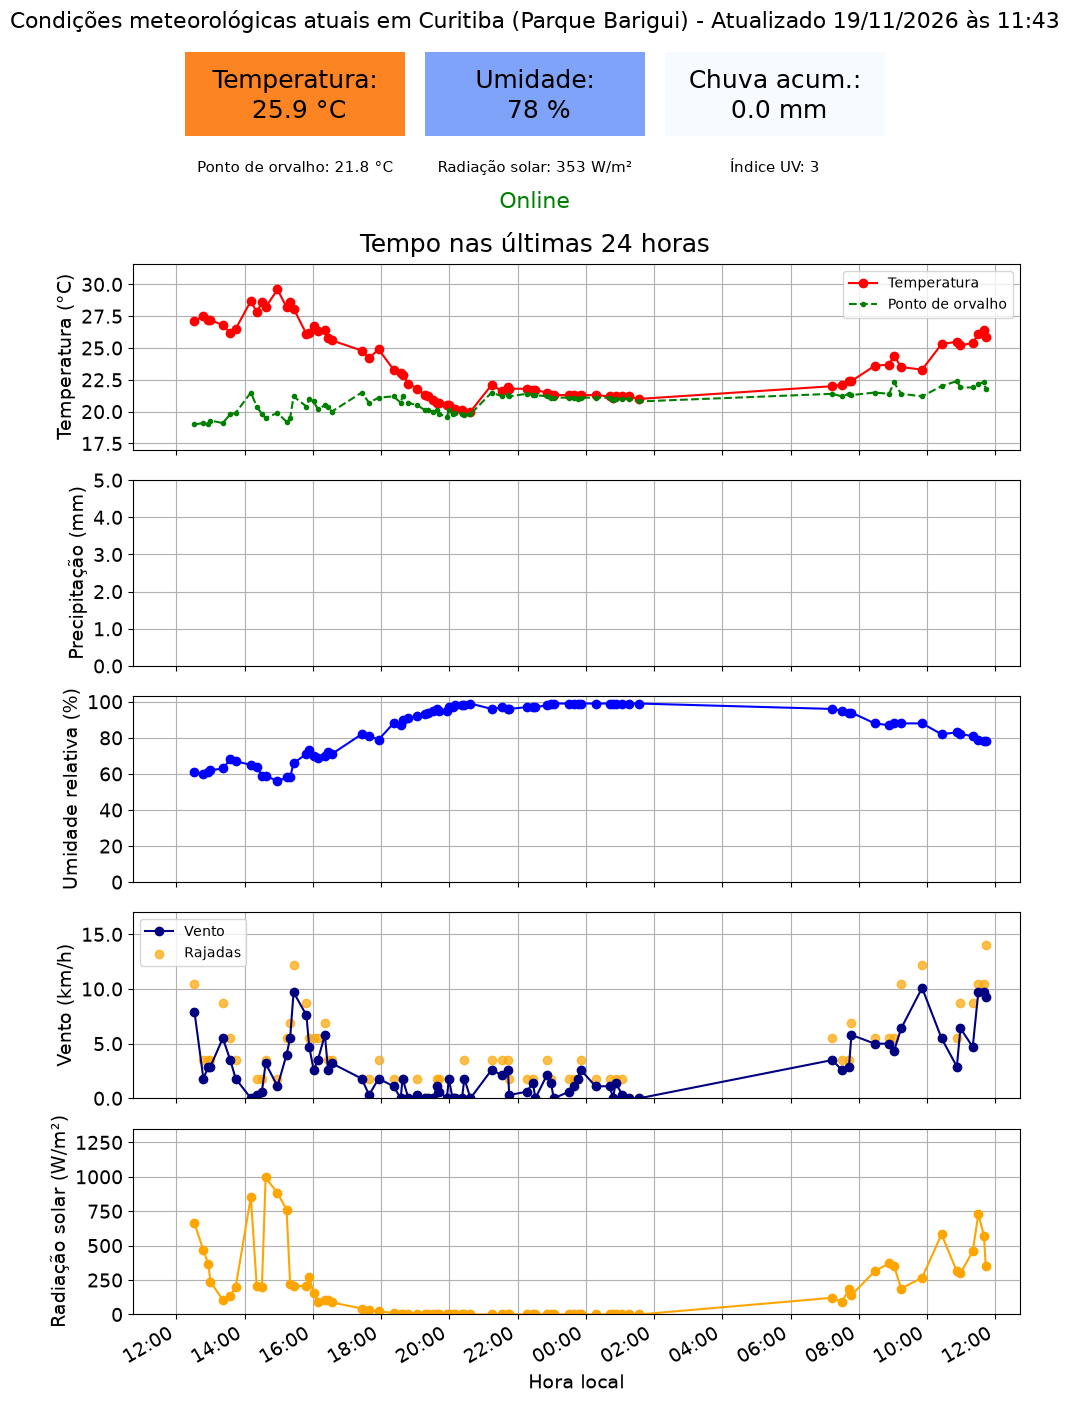 Condições meteorológicas atuais em Curitiba (Parque Barigui) - Atualizado 19/11/2026 às 11:43
Temperatura:
25.9 °C
Umidade:
78 %
Chuva acum.:
0.0 mm
Ponto de orvalho: 21.8 °C
Radiação solar: 353 W/m²
Índice UV: 3
Online
Tempo nas últimas 24 horas
Temperatura (°C)
30.0
27.5
25.0
22.5
20.0
17.5
Temperatura
Ponto de orvalho
Precipitação (mm)
5.0
4.0
3.0
2.0
1.0
0.0
Umidade relativa (%)
100
80
60
40
20
0
Vento (km/h)
15.0
10.0
5.0
0.0
Vento
Rajadas
Radiação solar (W/m²)
1250
1000
750
500
250
0
12:00
14:00
16:00
18:00
20:00
22:00
00:00
02:00
04:00
06:00
08:00
10:00
12:00
Hora local